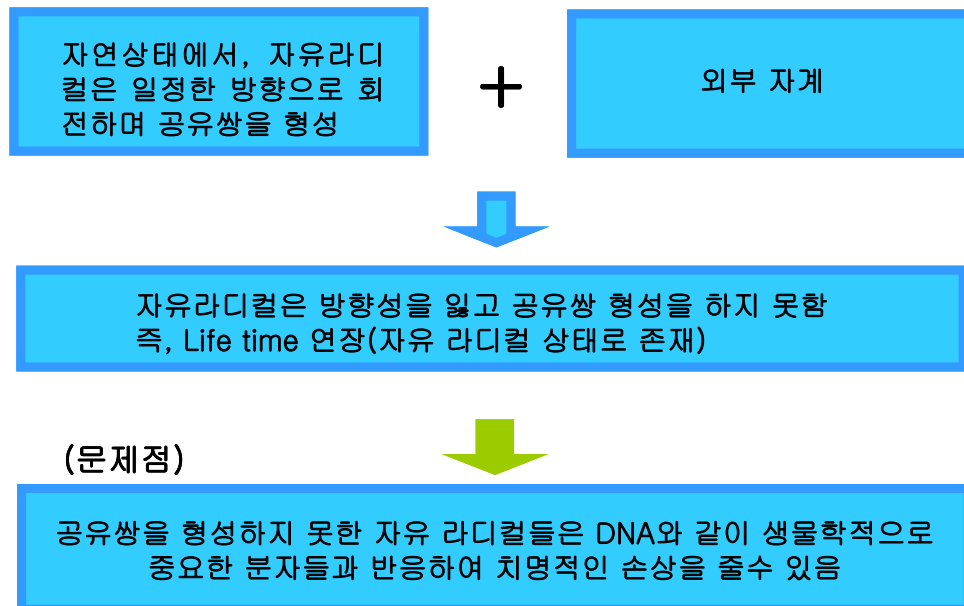 자연상태에서, 자유라디
컬은 일정한 방향으로 회
전하며 공유쌍을 형성
+
외부 자계
자유라디컬은 방향성을 잃고 공유쌍 형성을 하지 못함
즉, Life time 연장(자유 라디컬 상태로 존재)
(문제점)
공유쌍을 형성하지 못한 자유 라디컬들은 DNA와 같이 생물학적으로
중요한 분자들과 반응하여 치명적인 손상을 줄수 있음